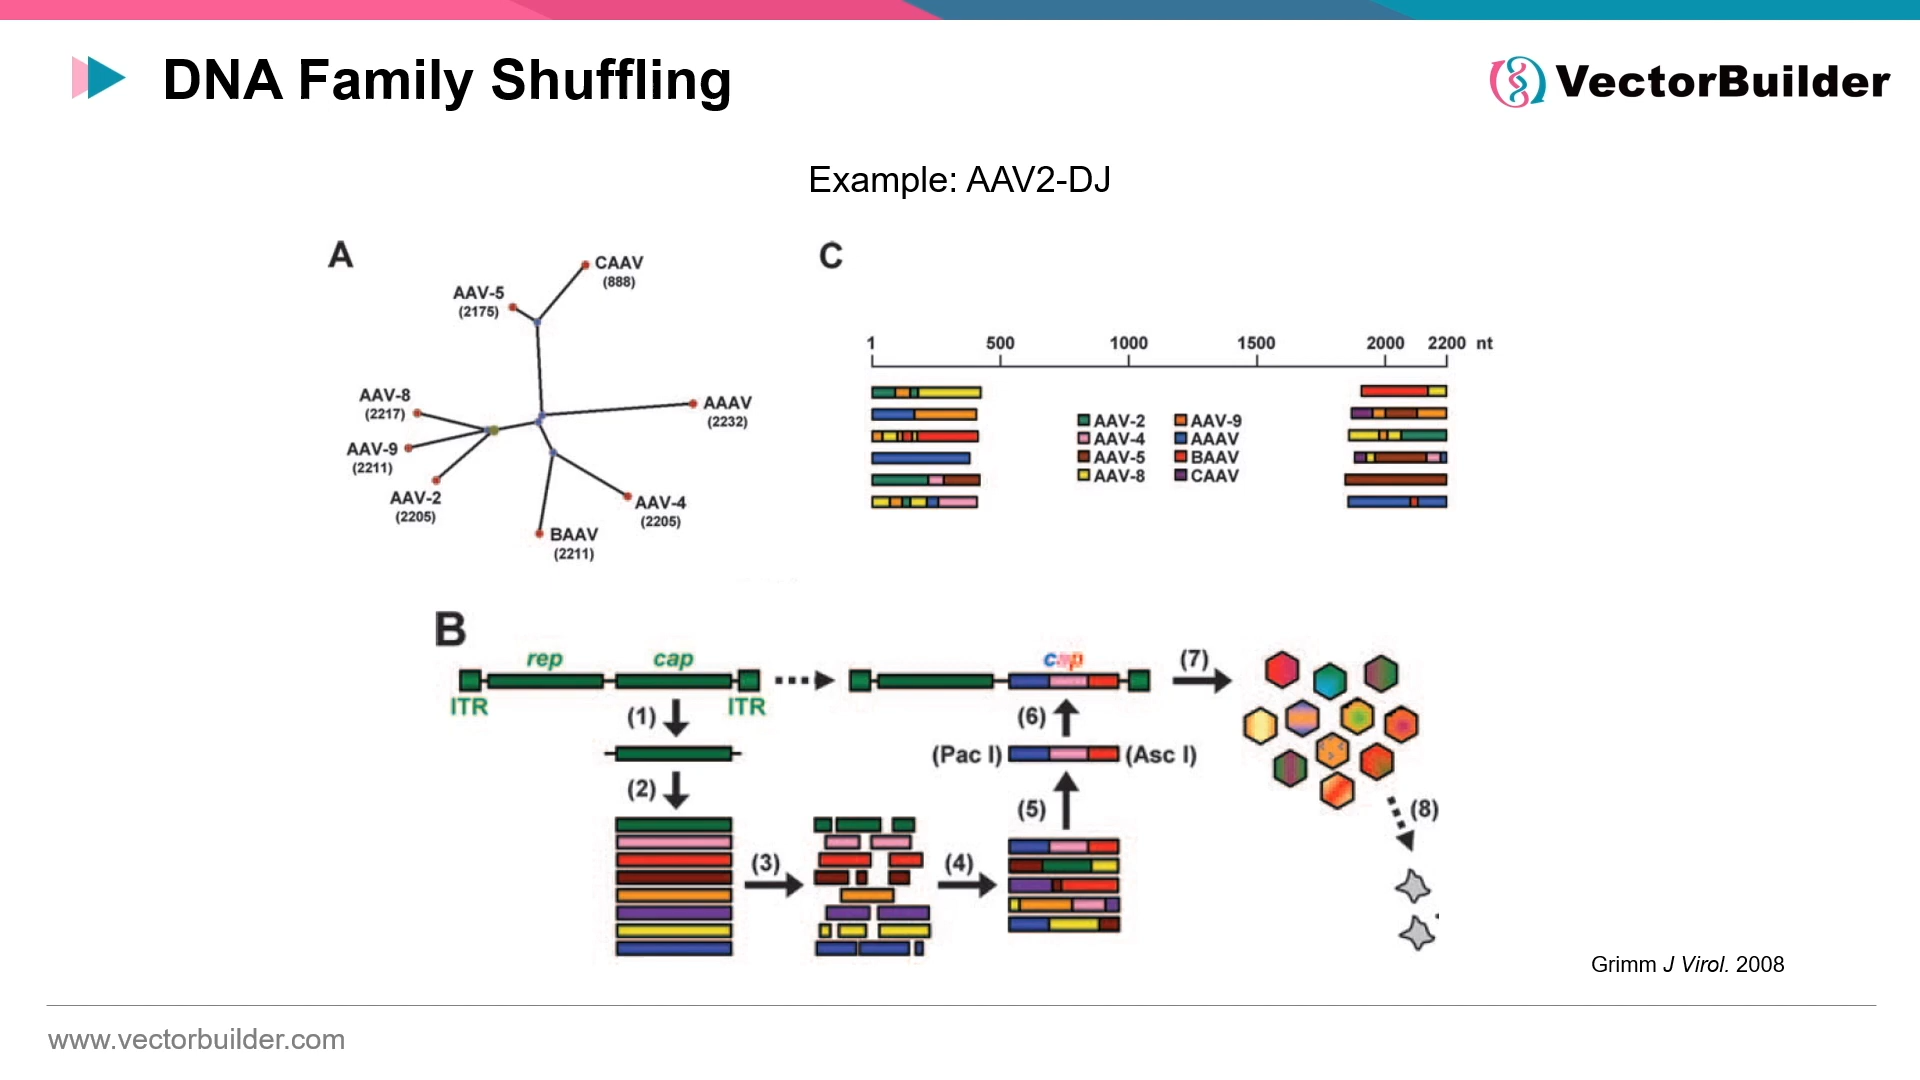 DNA Family Shuffling
VectorBuilder
Example: AAV2-DJ
A
CAAV
(888)
AAV-5
(2175)
AAV-8
(2217)
AAAV
(2232)
AAV-9
(2211)
AAV-2
(2205)
AAV-4
(2205)
BAAV
(2211)
C
1 500 1000 1500 2000 2200 nt
AAV-2 AAV-9
AAV-4 AAAV
AAV-5 BAAV
AAV-8 CAAV
B
rep cap cap (7)
ITR (1) ITR (6)
(Pac I) (Asc I)
(2) (5) (8)
(3) (4)
Grimm J Virol. 2008
www.vectorbuilder.com